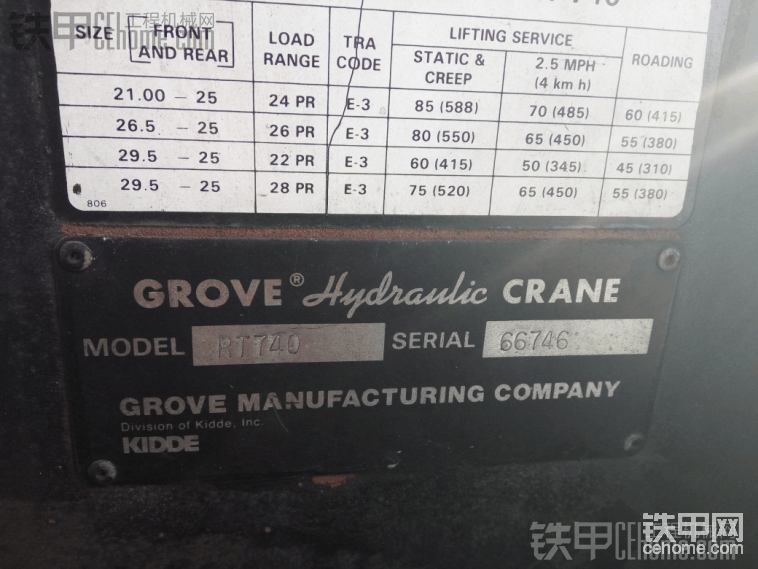 铁甲 工程机械网
CEhome.com
SIZE FRONT AND REAR LOAD RANGE TRA CODE LIFTING SERVICE STATIC & CREEP 2.5 MPH (4 km h) ROADING
21.00 – 25 24 PR E-3 85 (588) 70 (485) 60 (415)
26.5 – 25 26 PR E-3 80 (550) 65 (450) 55 (380)
29.5 – 25 22 PR E-3 60 (415) 50 (345) 45 (310)
29.5 – 25 28 PR E-3 75 (520) 65 (450) 55 (380)
806
GROVE® Hydraulic CRANE
MODEL RT740 SERIAL 66746
GROVE MANUFACTURING COMPANY
Division of Kidde, Inc.
KIDDE
铁甲
铁甲网
cehome.com